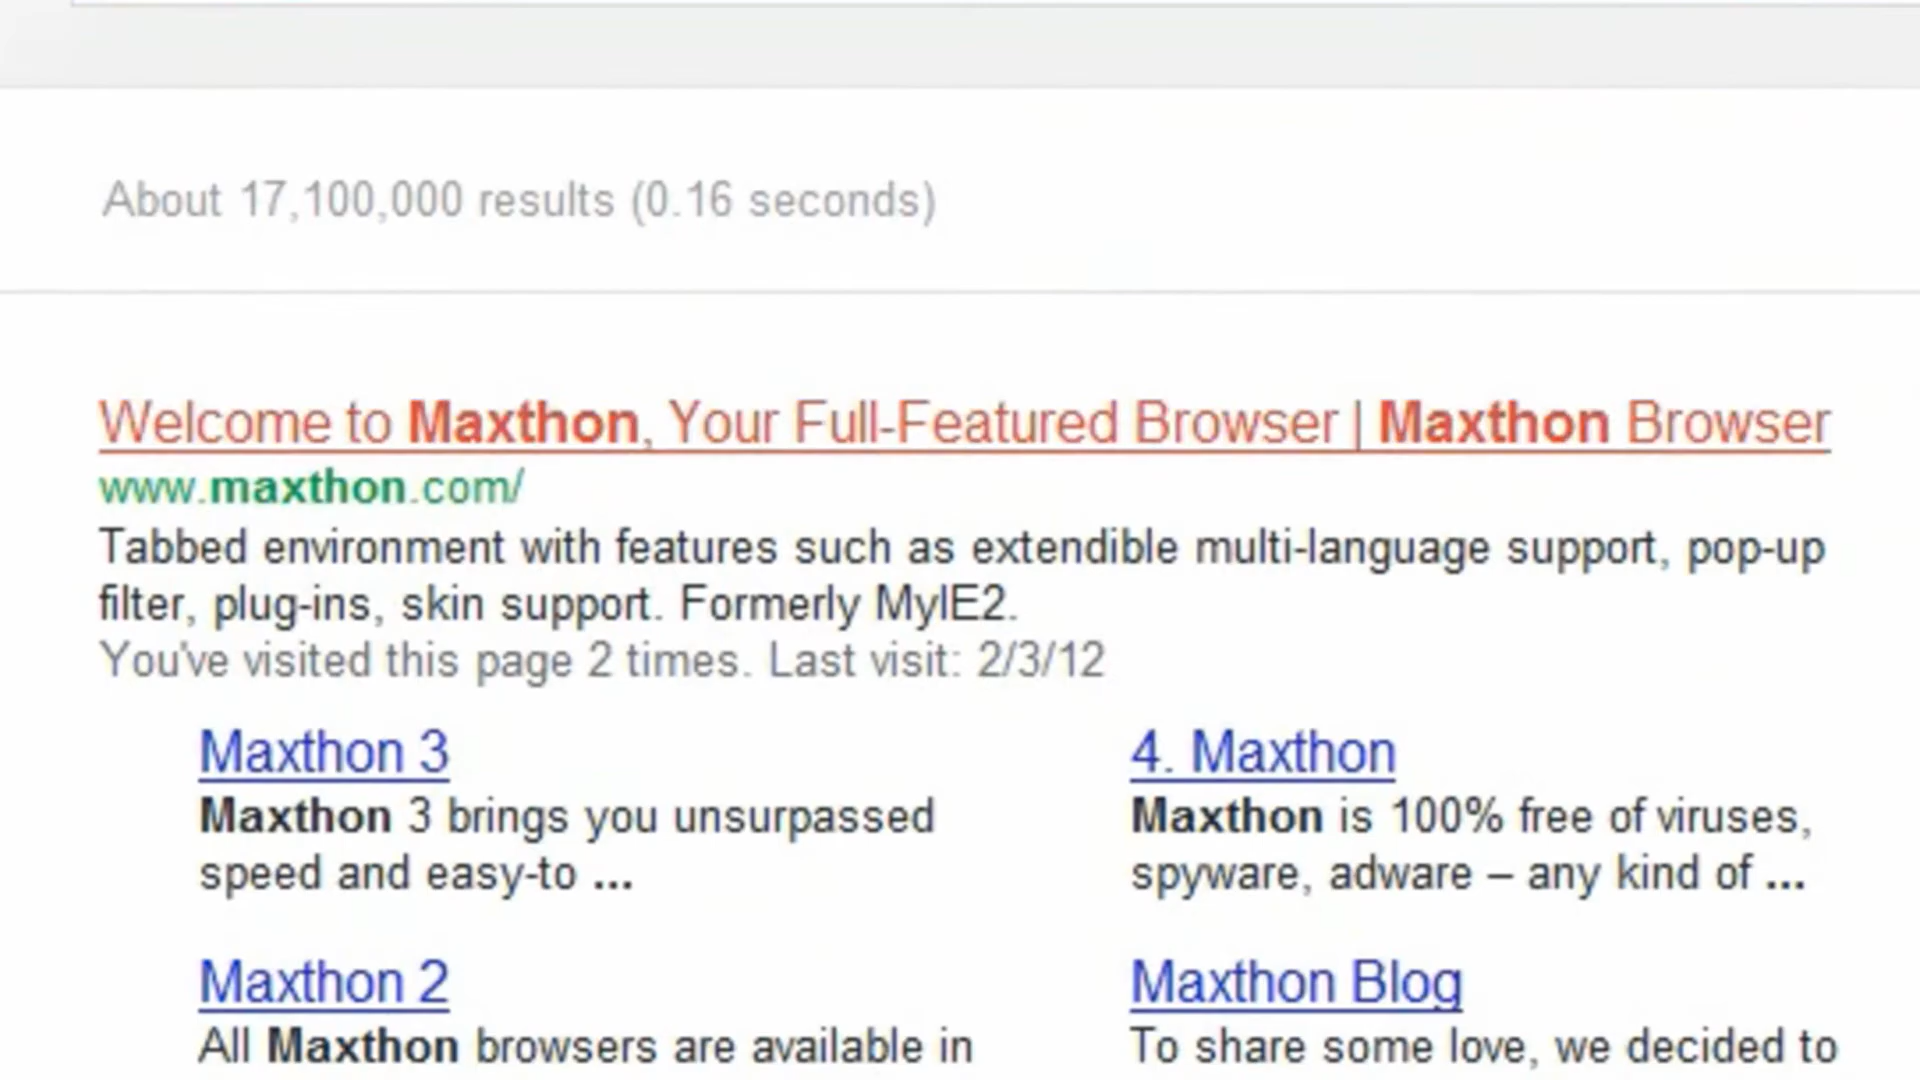 About 17,100,000 results (0.16 seconds)
Welcome to Maxthon, Your Full-Featured Browser | Maxthon Browser
www.maxthon.com/
Tabbed environment with features such as extendible multi-language support, pop-up
filter, plug-ins, skin support. Formerly MyIE2.
You've visited this page 2 times. Last visit: 2/3/12
Maxthon 3
Maxthon 3 brings you unsurpassed
speed and easy-to ...
4. Maxthon
Maxthon is 100% free of viruses,
spyware, adware – any kind of ...
Maxthon 2
All Maxthon browsers are available in
Maxthon Blog
To share some love, we decided to